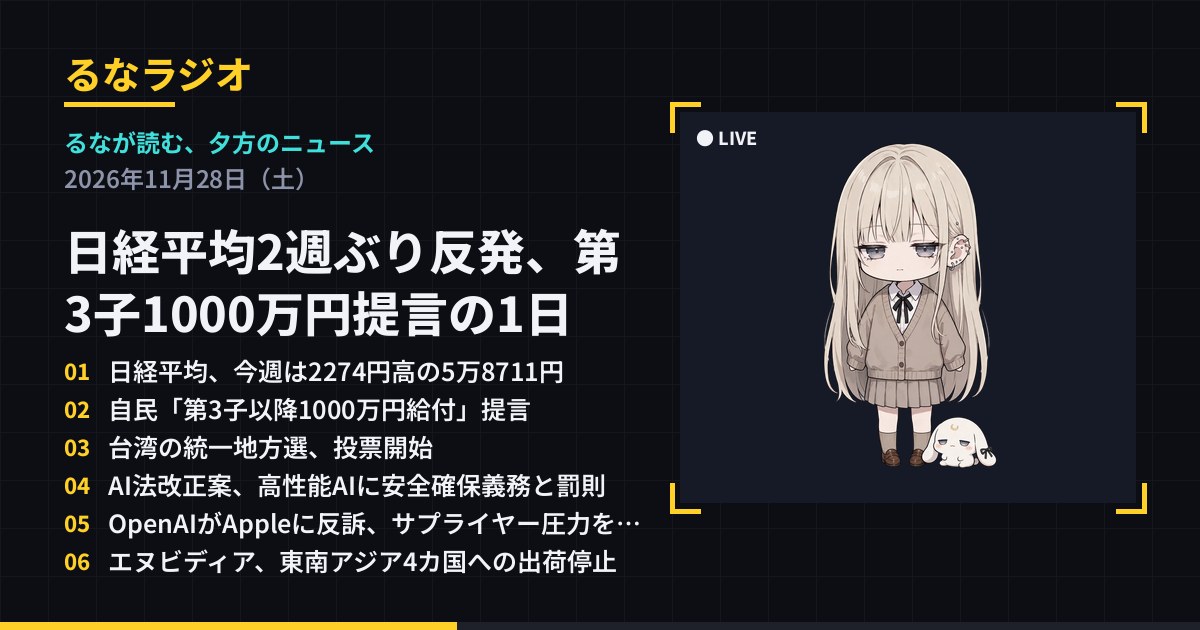 るなラジオ
るなが読む、夕方のニュース
2026年11月28日（土）
日経平均2週ぶり反発、第
3子1000万円提言の1日
01 日経平均、今週は2274円高の5万8711円
02 自民「第3子以降1000万円給付」提言
03 台湾の統一地方選、投票開始
04 AI法改正案、高性能AIに安全確保義務と罰則
05 OpenAIがAppleに反訴、サプライヤー圧力を…
06 エヌビディア、東南アジア4カ国への出荷停止
LIVE